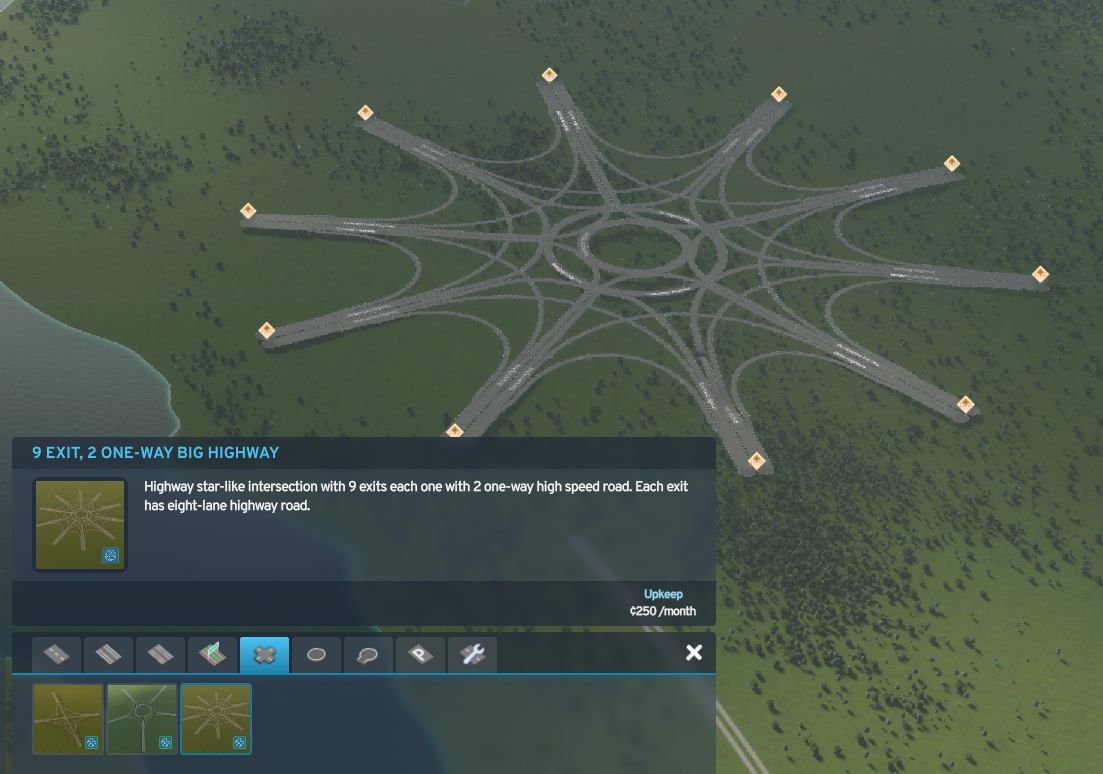 9 EXIT, 2 ONE-WAY BIG HIGHWAY
Highway star-like intersection with 9 exits each one with 2 one-way high speed road. Each exit
has eight-lane highway road.
Upkeep
¢250 /month